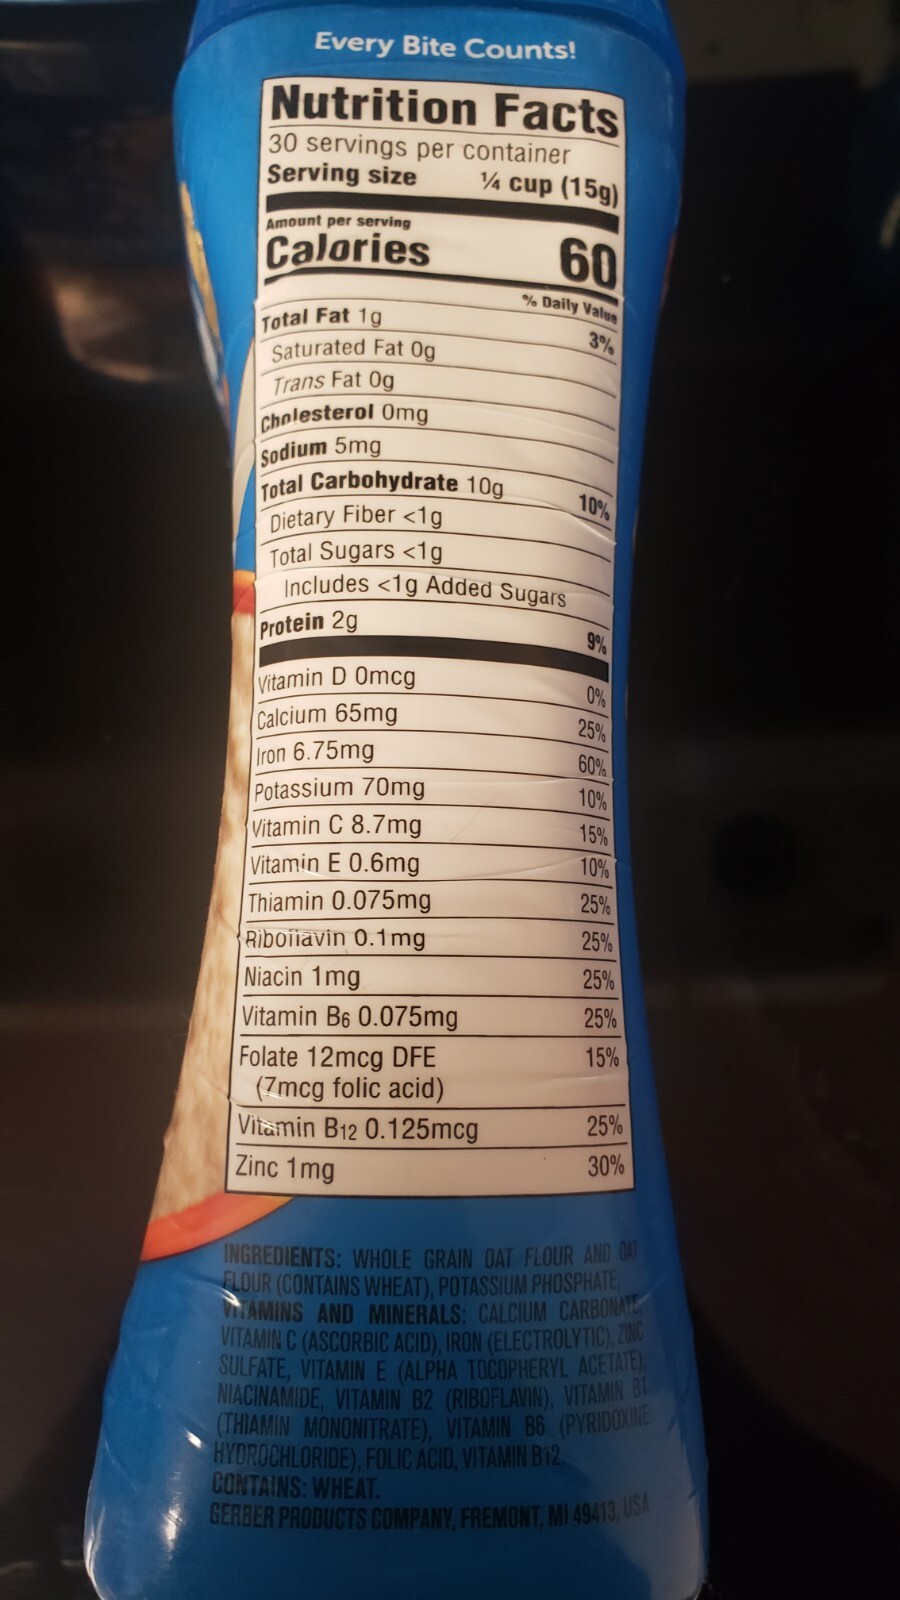 Every Bite Counts!
Nutrition Facts
30 servings per container
Serving size ¼ cup (15g)
Amount per serving
Calories 60
% Daily Value
Total Fat 1g 3%
Saturated Fat 0g
Trans Fat 0g
Cholesterol 0mg
Sodium 5mg
Total Carbohydrate 10g 10%
Dietary Fiber <1g
Total Sugars <1g
Includes <1g Added Sugars
Protein 2g 9%
Vitamin D 0mcg 0%
Calcium 65mg 25%
Iron 6.75mg 60%
Potassium 70mg 10%
Vitamin C 8.7mg 15%
Vitamin E 0.6mg 10%
Thiamin 0.075mg 25%
Riboflavin 0.1mg 25%
Niacin 1mg 25%
Vitamin B6 0.075mg 25%
Folate 12mcg DFE 15%
(7mcg folic acid)
Vitamin B12 0.125mcg 25%
Zinc 1mg 30%
INGREDIENTS: WHOLE GRAIN OAT FLOUR AND OAT
FLOUR (CONTAINS WHEAT), POTASSIUM PHOSPHATE,
VITAMINS AND MINERALS: CALCIUM CARBONATE,
VITAMIN C (ASCORBIC ACID), IRON (ELECTROLYTIC), ZINC
SULFATE, VITAMIN E (ALPHA TOCOPHERYL ACETATE),
NIACINAMIDE, VITAMIN B2 (RIBOFLAVIN), VITAMIN B1
(THIAMIN MONONITRATE), VITAMIN B6 (PYRIDOXINE
HYDROCHLORIDE), FOLIC ACID, VITAMIN B12.
CONTAINS: WHEAT.
GERBER PRODUCTS COMPANY, FREMONT, MI 49413, USA